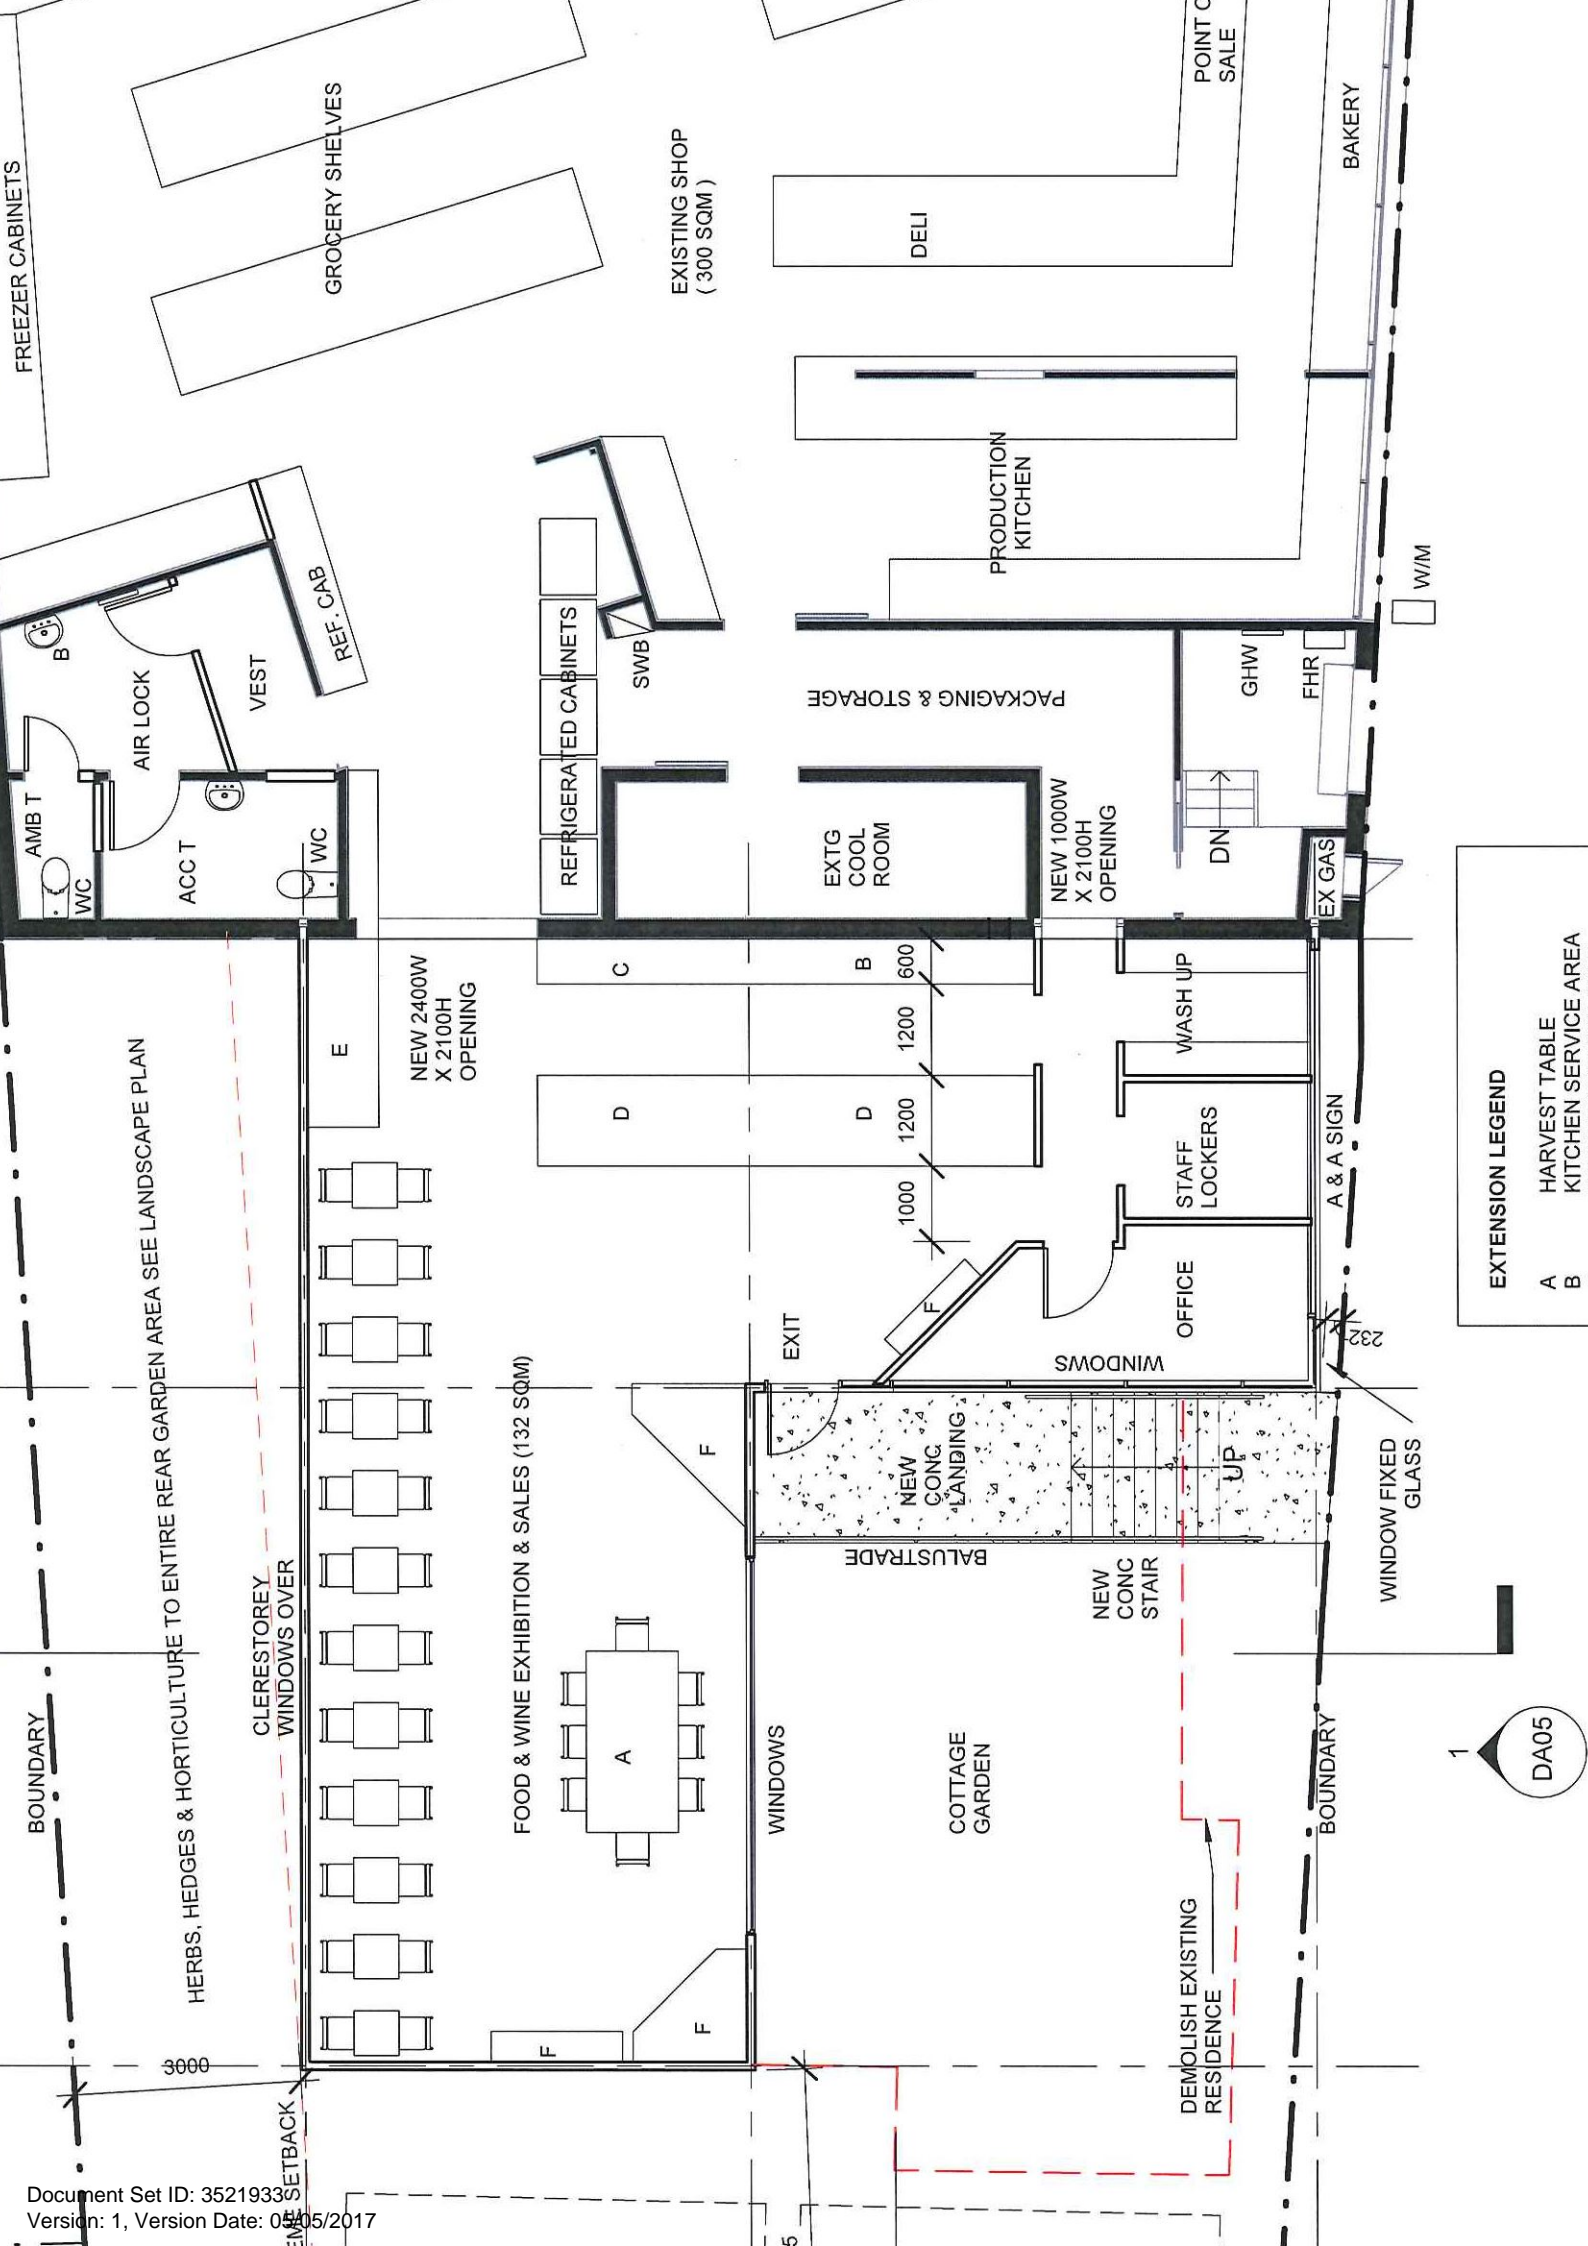 FREEZER CABINETS
GROCERY SHELVES
EXISTING SHOP
( 300 SQM )
DELI
SALE
BAKERY
PRODUCTION
KITCHEN
W/M
B
AIR LOCK
VEST
REF. CAB
AMB T
WC
ACC T
WC
REFRIGERATED CABINETS
SWB
PACKAGING & STORAGE
GHW
FHR
EXTG
COOL
ROOM
NEW 1000W
X 2100H
OPENING
DN
EX GAS
E
NEW 2400W
X 2100H
OPENING
C
B
600
1200
1200
1000
D
D
WASH UP
STAFF
LOCKERS
OFFICE
A & A SIGN
232
EXTENSION LEGEND
A HARVEST TABLE
B KITCHEN SERVICE AREA
BOUNDARY
HERBS, HEDGES & HORTICULTURE TO ENTIRE REAR GARDEN AREA SEE LANDSCAPE PLAN
CLERESTOREY
WINDOWS OVER
FOOD & WINE EXHIBITION & SALES (132 SQM)
EXIT
F
WINDOWS
F
NEW
CONC
LANDING
UP
BALUSTRADE
NEW
CONC
STAIR
WINDOW FIXED
GLASS
A
WINDOWS
COTTAGE
GARDEN
BOUNDARY
1
DA05
F
F
DEMOLISH EXISTING
RESIDENCE
3000
SETBACK
Document Set ID: 3521933
Version: 1, Version Date: 05/05/2017